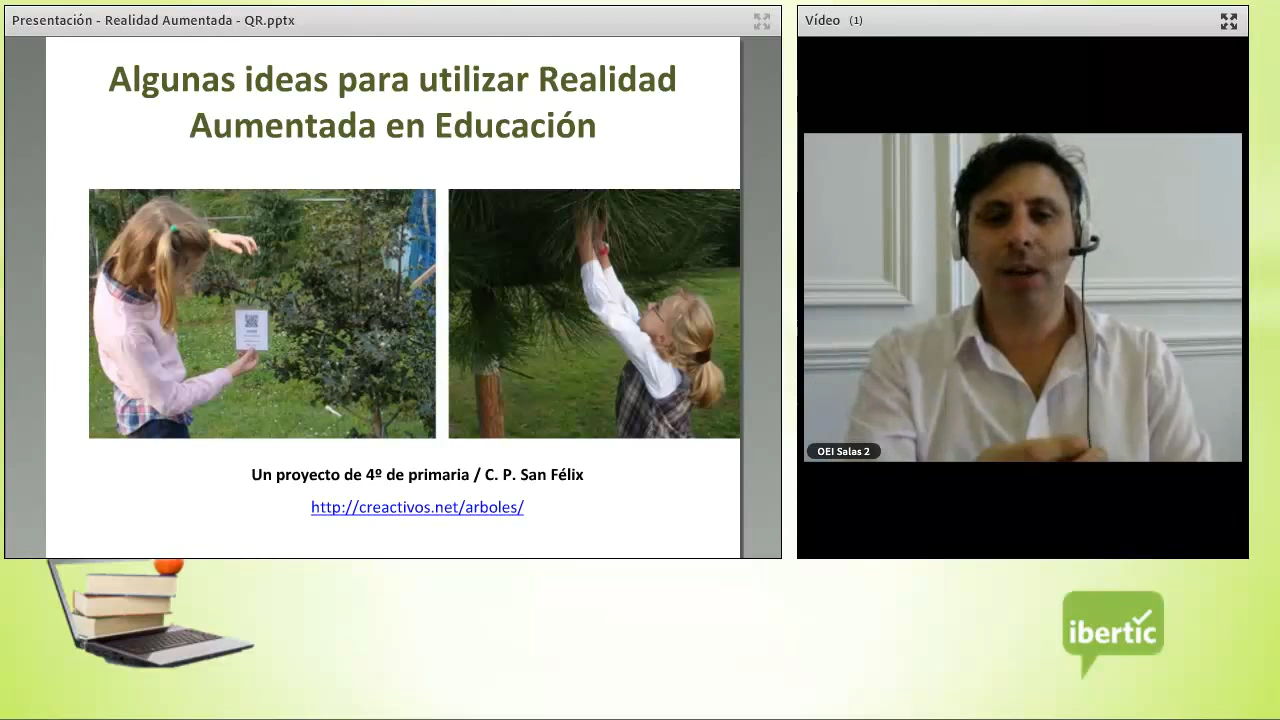 Presentación - Realidad Aumentada - QR.pptx
Vídeo (1)
Algunas ideas para utilizar Realidad
Aumentada en Educación
Un proyecto de 4º de primaria / C. P. San Félix
http://creactivos.net/arboles/
OEI Salas 2
ibertic